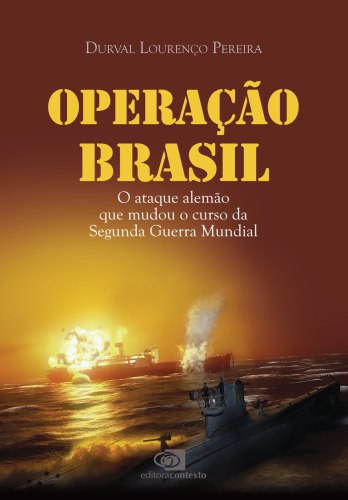 Durval Lourenço Pereira
OPERAÇÃO
BRASIL
O ataque alemão
que mudou o curso da
Segunda Guerra Mundial
editoracontexto